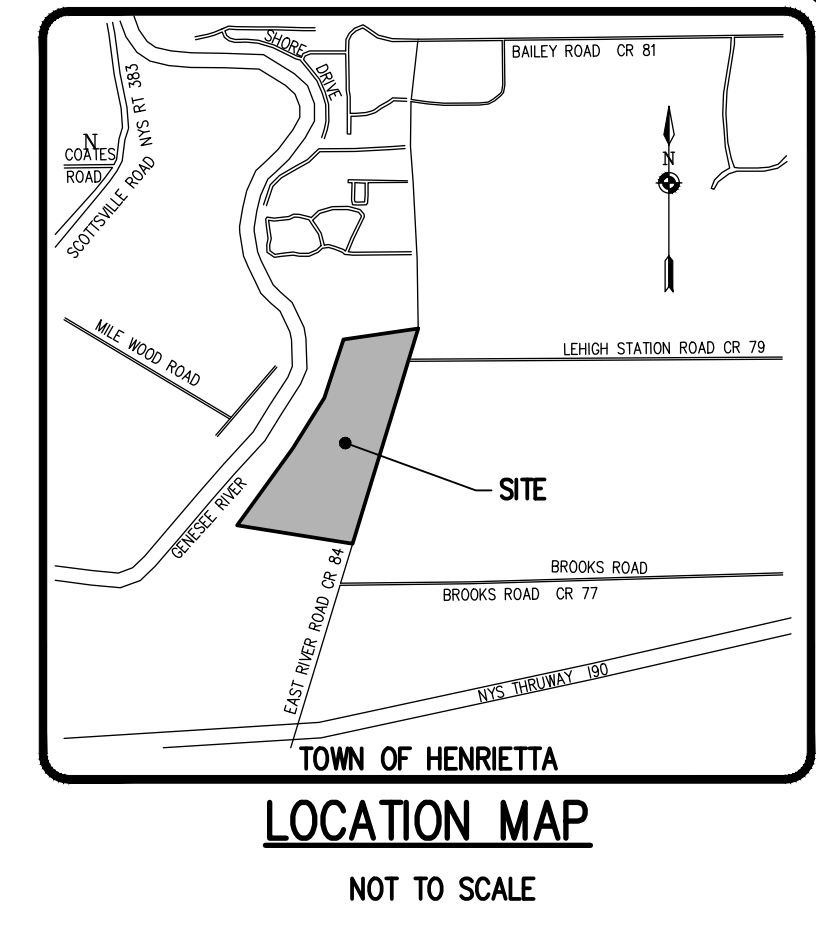 SHORE
DRIVE
BAILEY ROAD CR 81
NYS RT 383
N
COATES
ROAD
SCOTTSVILLE ROAD
N
MILE WOOD ROAD
LEHIGH STATION ROAD CR 79
SITE
GENESEE RIVER
EAST RIVER ROAD CR 84
BROOKS ROAD
BROOKS ROAD CR 77
NYS THRUWAY I90
TOWN OF HENRIETTA
LOCATION MAP
NOT TO SCALE